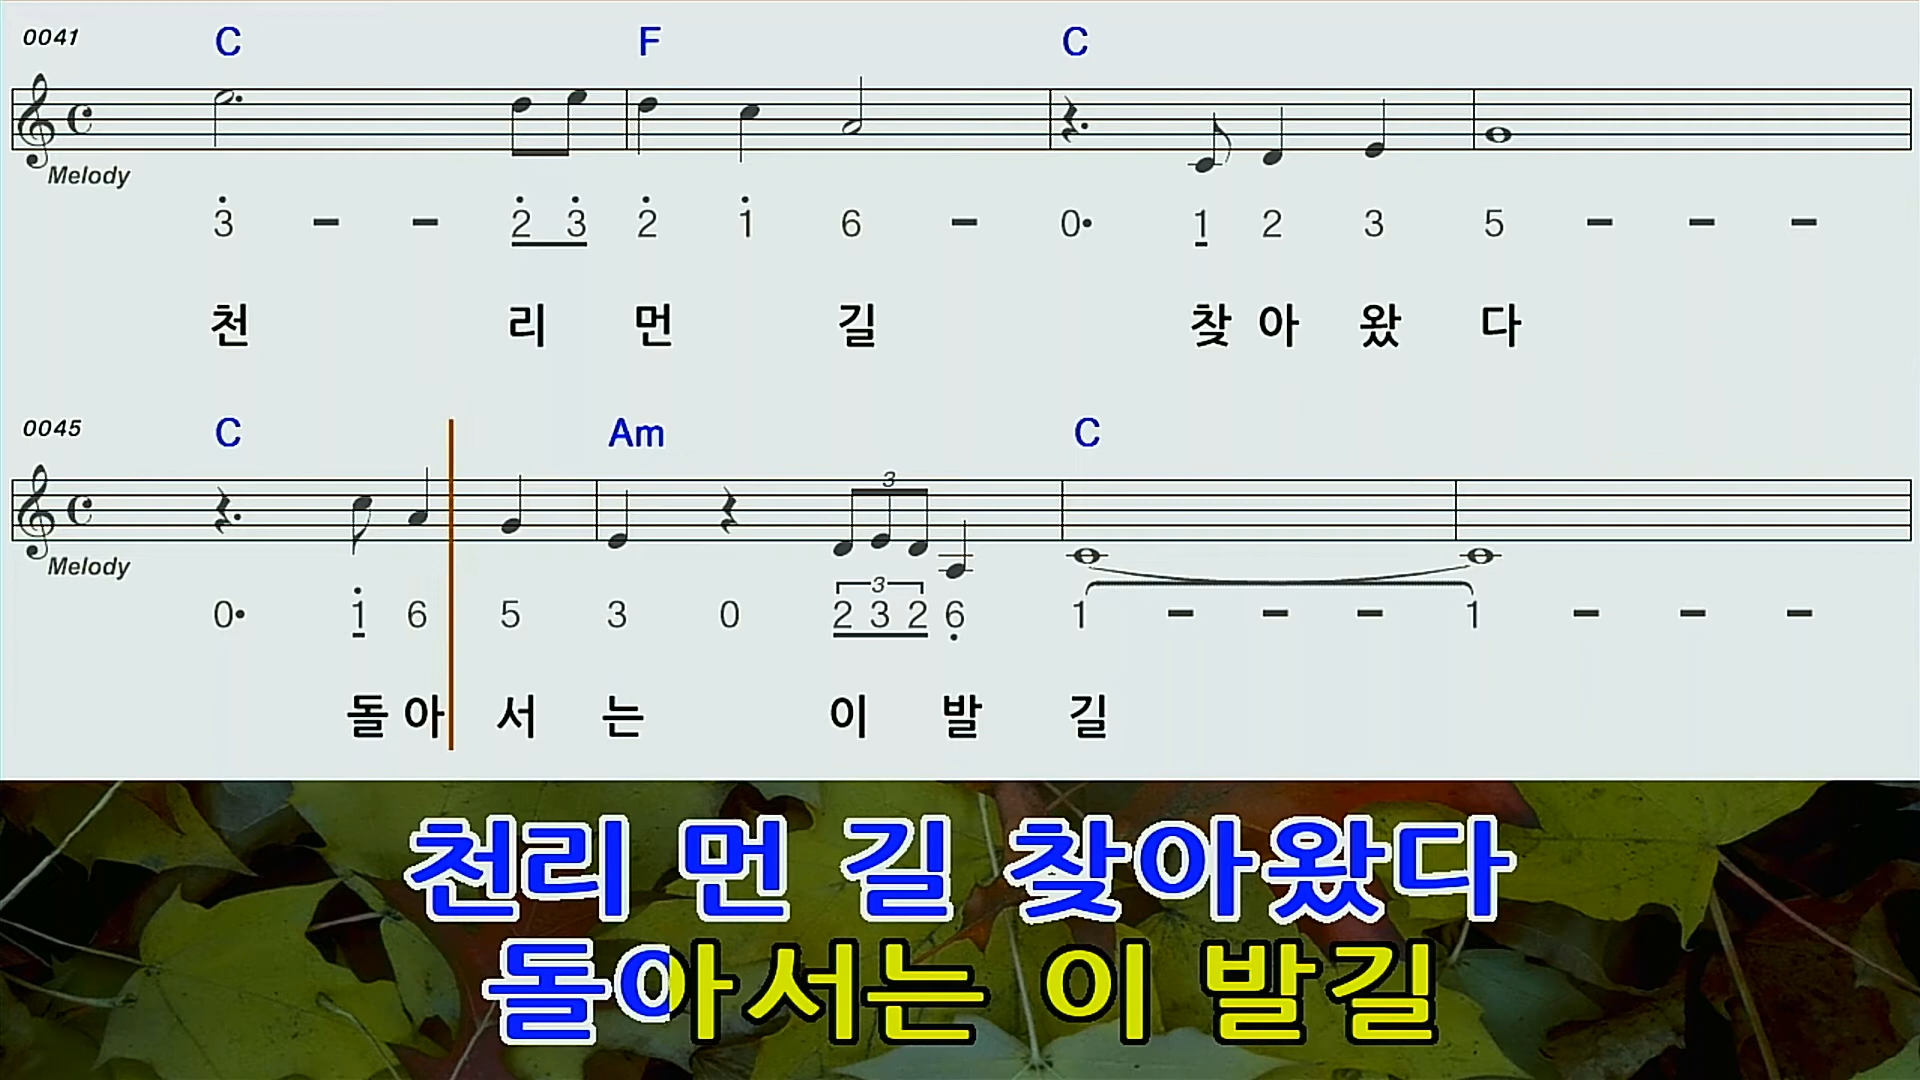 0041 C F C
Melody
3 - - 2 3 2 1 6 - 0• 1 2 3 5 - - -
천 리 먼 길 찾 아 왔 다
0045 C Am C
3
Melody
3
0• 1 6 5 3 0 2 3 2 6 1 - - - 1 - - -
돌 아 서 는 이 발 길
천리 먼 길 찾아왔다
돌아서는 이 발길